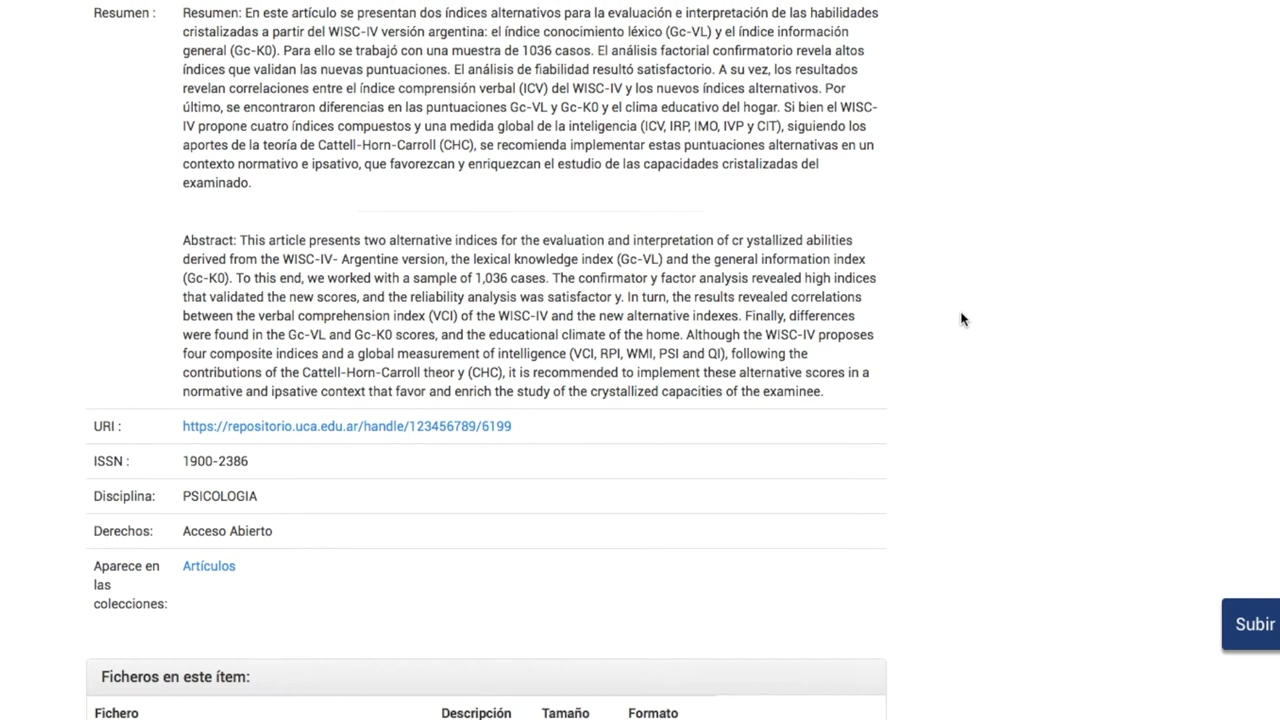 Resumen :
Resumen: En este artículo se presentan dos índices alternativos para la evaluación e interpretación de las habilidades
cristalizadas a partir del WISC-IV versión argentina: el índice conocimiento léxico (Gc-VL) y el índice información
general (Gc-K0). Para ello se trabajó con una muestra de 1036 casos. El análisis factorial confirmatorio revela altos
índices que validan las nuevas puntuaciones. El análisis de fiabilidad resultó satisfactorio. A su vez, los resultados
revelan correlaciones entre el índice comprensión verbal (ICV) del WISC-IV y los nuevos índices alternativos. Por
último, se encontraron diferencias en las puntuaciones Gc-VL y Gc-K0 y el clima educativo del hogar. Si bien el WISC-
IV propone cuatro índices compuestos y una medida global de la inteligencia (ICV, IRP, IMO, IVP y CIT), siguiendo los
aportes de la teoría de Cattell-Horn-Carroll (CHC), se recomienda implementar estas puntuaciones alternativas en un
contexto normativo e ipsativo, que favorezcan y enriquezcan el estudio de las capacidades cristalizadas del
examinado.
Abstract: This article presents two alternative indices for the evaluation and interpretation of cr ystallized abilities
derived from the WISC-IV- Argentine version, the lexical knowledge index (Gc-VL) and the general information index
(Gc-K0). To this end, we worked with a sample of 1,036 cases. The confirmator y factor analysis revealed high indices
that validated the new scores, and the reliability analysis was satisfactor y. In turn, the results revealed correlations
between the verbal comprehension index (VCI) of the WISC-IV and the new alternative indexes. Finally, differences
were found in the Gc-VL and Gc-K0 scores, and the educational climate of the home. Although the WISC-IV proposes
four composite indices and a global measurement of intelligence (VCI, RPI, WMI, PSI and QI), following the
contributions of the Cattell-Horn-Carroll theor y (CHC), it is recommended to implement these alternative scores in a
normative and ipsative context that favor and enrich the study of the crystallized capacities of the examinee.
URI : https://repositorio.uca.edu.ar/handle/123456789/6199
ISSN : 1900-2386
Disciplina: PSICOLOGIA
Derechos: Acceso Abierto
Aparece en Artículos
las
colecciones:
Subir
Ficheros en este ítem:
Fichero Descripción Tamaño Formato